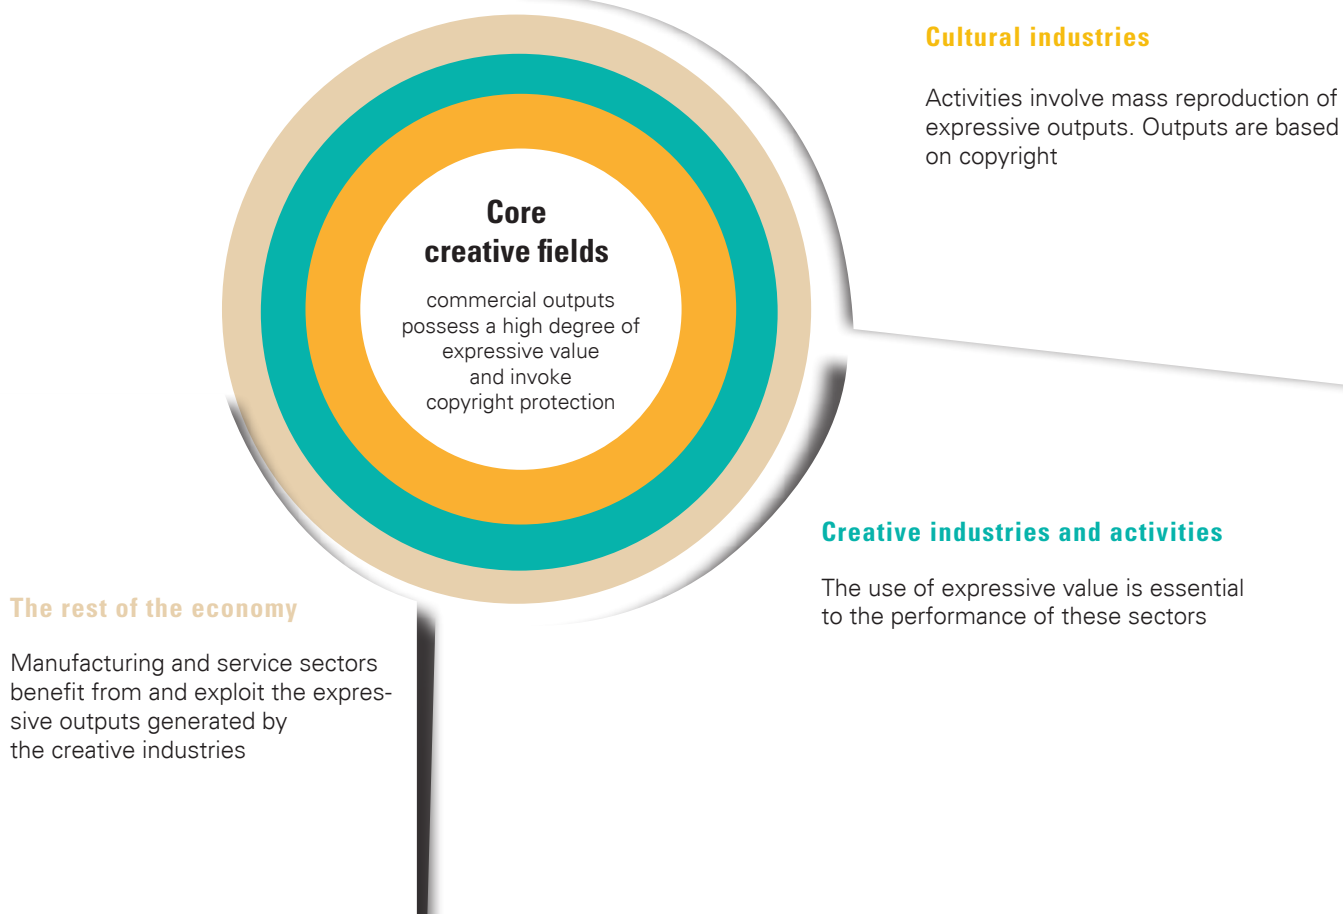 Cultural industries
Activities involve mass reproduction of
expressive outputs. Outputs are based
on copyright
Core
creative fields
commercial outputs
possess a high degree of
expressive value
and invoke
copyright protection
Creative industries and activities
The use of expressive value is essential
to the performance of these sectors
The rest of the economy
Manufacturing and service sectors
benefit from and exploit the expres-
sive outputs generated by
the creative industries